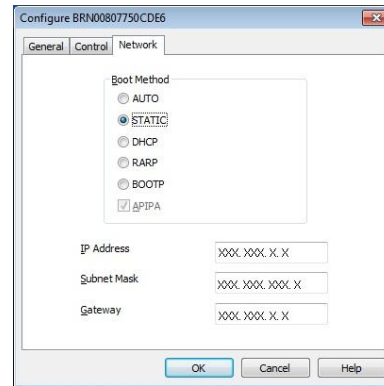 Configure BRN00807750CDE6
General Control Network
Boot Method
AUTO
STATIC
DHCP
RARP
BOOTP
APIPA
IP Address XXX. XXX. X. X
Subnet Mask XXX. XXX. XXX. X
Gateway XXX. XXX. X. X
OK Cancel Help